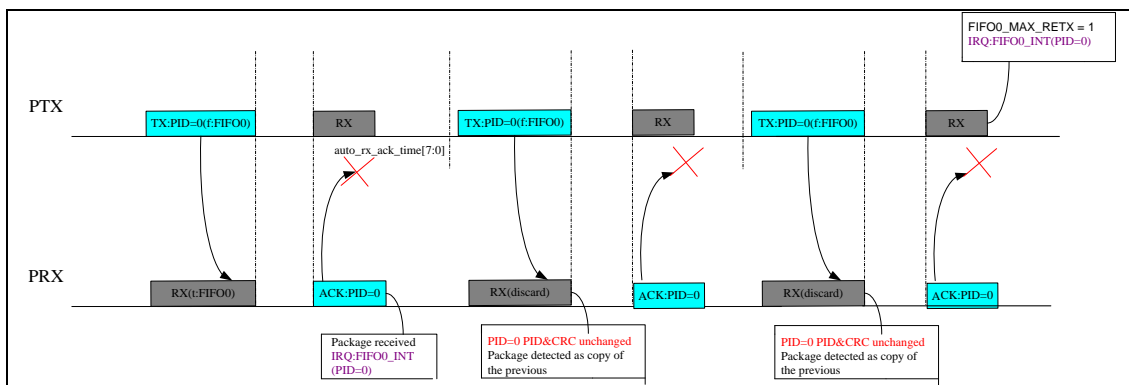 FIFO0_MAX_RETX = 1
IRQ:FIFO0_INT(PID=0)
PTX
TX:PID=0(f:FIFO0)
RX
TX:PID=0(f:FIFO0)
RX
TX:PID=0(f:FIFO0)
RX
auto_rx_ack_time[7:0]
PRX
RX(t:FIFO0)
ACK:PID=0
RX(discard)
ACK:PID=0
RX(discard)
ACK:PID=0
Package received
IRQ:FIFO0_INT
(PID=0)
PID=0 PID&CRC unchanged
Package detected as copy of
the previous
PID=0 PID&CRC unchanged
Package detected as copy of
the previous